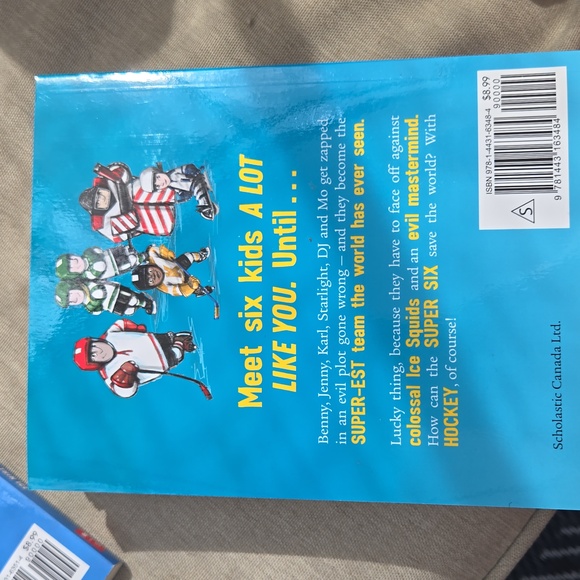 Meet six kids A LOT
LIKE YOU. Until . . .
Benny, Jenny, Karl, Starlight, DJ and Mo get zapped
in an evil plot gone wrong — and they become the
SUPER-EST team the world has ever seen.
Lucky thing, because they have to face off against
colossal Ice Squids and an evil mastermind.
How can the SUPER SIX save the world? With
HOCKEY, of course!
Scholastic Canada Ltd.
ISBN 978-1-4431-6348-4 $8.99
90000
S
9 781443 163484
$8.99
90000